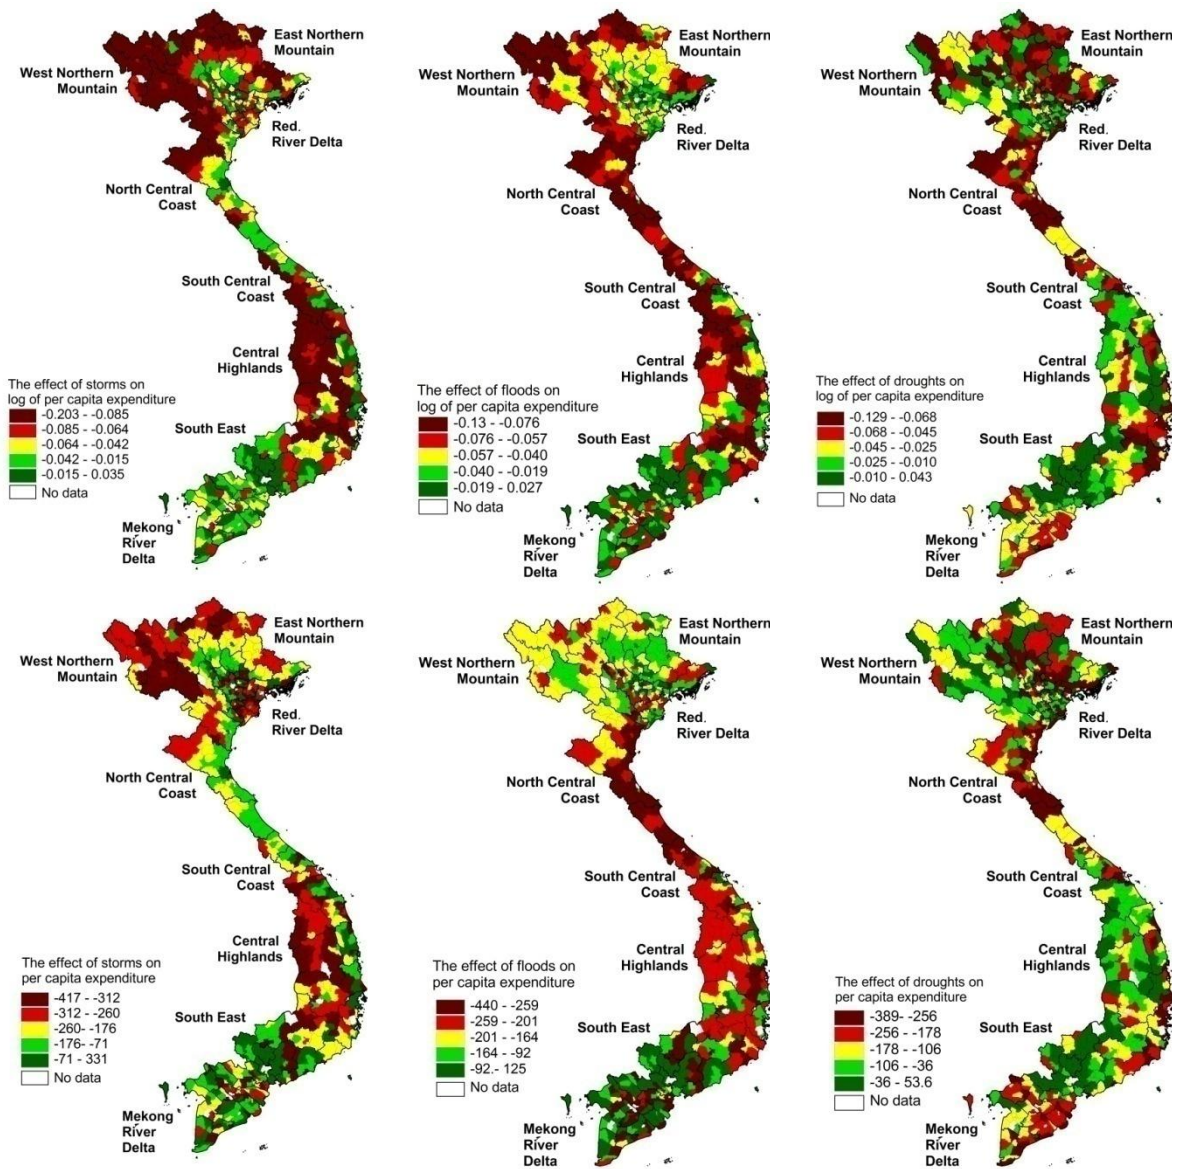 East Northern
Mountain
West Northern
Mountain
Red.
River Delta
North Central
Coast
South Central
Coast
Central
Highlands
The effect of storms on
log of per capita expenditure
-0.203 - -0.085
-0.085 - -0.064
-0.064 - -0.042
-0.042 - -0.015
-0.015 - 0.035
No data
South East
Mekong
River
Delta
East Northern
Mountain
West Northern
Mountain
Red.
River Delta
North Central
Coast
South Central
Coast
Central
Highlands
The effect of floods on
log of per capita expenditure
-0.13 - -0.076
-0.076 - -0.057
-0.057 - -0.040
-0.040 - -0.019
-0.019 - 0.027
No data
South East
Mekong
River
Delta
East Northern
Mountain
West Northern
Mountain
Red.
River Delta
North Central
Coast
South Central
Coast
Central
Highlands
The effect of droughts on
log of per capita expenditure
-0.129 - -0.068
-0.068 - -0.045
-0.045 - -0.025
-0.025 - -0.010
-0.010 - 0.043
No data
South East
Mekong
River
Delta
East Northern
Mountain
West Northern
Mountain
Red.
River Delta
North Central
Coast
South Central
Coast
Central
Highlands
The effect of storms on
per capita expenditure
-417 - -312
-312 - -260
-260- -176
-176- -71
-71 - 331
No data
South East
Mekong
River
Delta
East Northern
Mountain
West Northern
Mountain
Red.
River Delta
North Central
Coast
South Central
Coast
Central
Highlands
The effect of floods on
per capita expenditure
-440 - -259
-259 - -201
-201 - -164
-164 - -92
-92.- 125
No data
South East
Mekong
River
Delta
East Northern
Mountain
West Northern
Mountain
Red.
River Delta
North Central
Coast
South Central
Coast
Central
Highlands
The effect of droughts on
per capita expenditure
-389- -256
-256 - -178
-178 - -106
-106 - -36
-36 - 53.6
No data
South East
Mekong
River
Delta